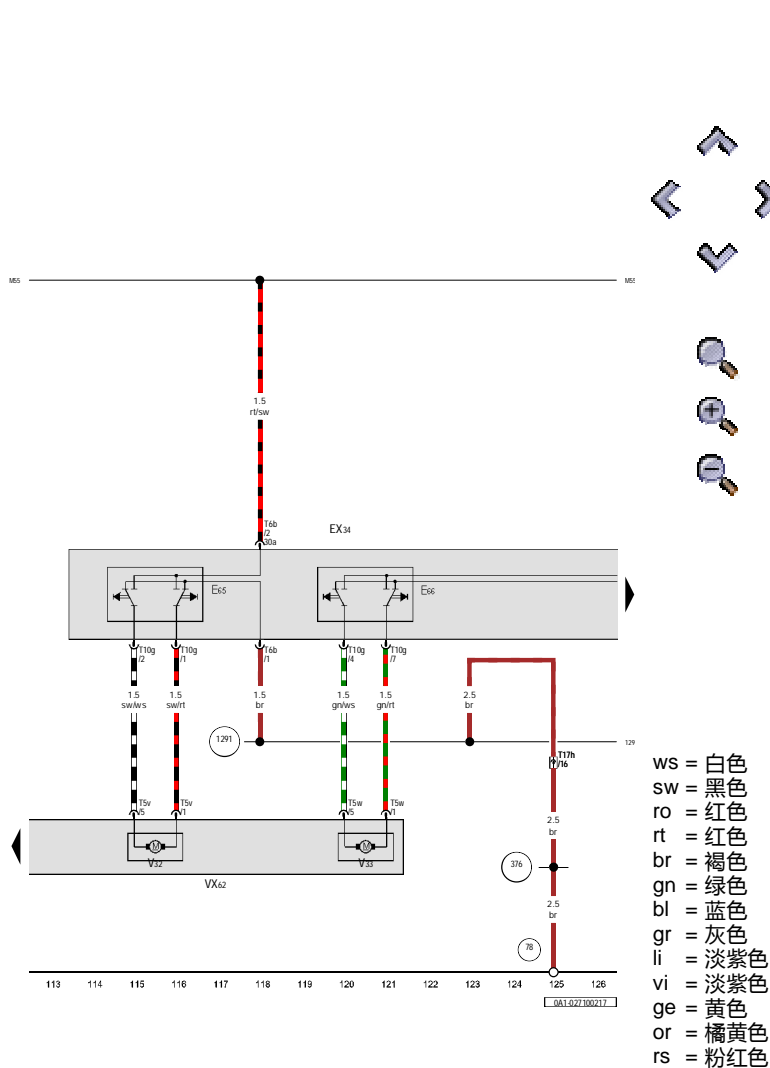 M55
M55
1.5
rt/sw
T6b
/2
30a
EX34
E65
E66
T10g
/2
T10g
/1
T6b
/1
T10g
/4
T10g
/7
1.5
sw/ws
1.5
sw/rt
1.5
br
1.5
gn/ws
1.5
gn/rt
2.5
br
1291
129
T17h
/16
T5v
/5
T5v
/1
T5w
/5
T5w
/1
2.5
br
M
M
V32
V33
376
VX62
2.5
br
78
113 114 115 116 117 118 119 120 121 122 123 124 125 126
0A1-027100217
ws = 白色
sw = 黑色
ro = 红色
rt = 红色
br = 褐色
gn = 绿色
bl = 蓝色
gr = 灰色
li = 淡紫色
vi = 淡紫色
ge = 黄色
or = 橘黄色
rs = 粉红色